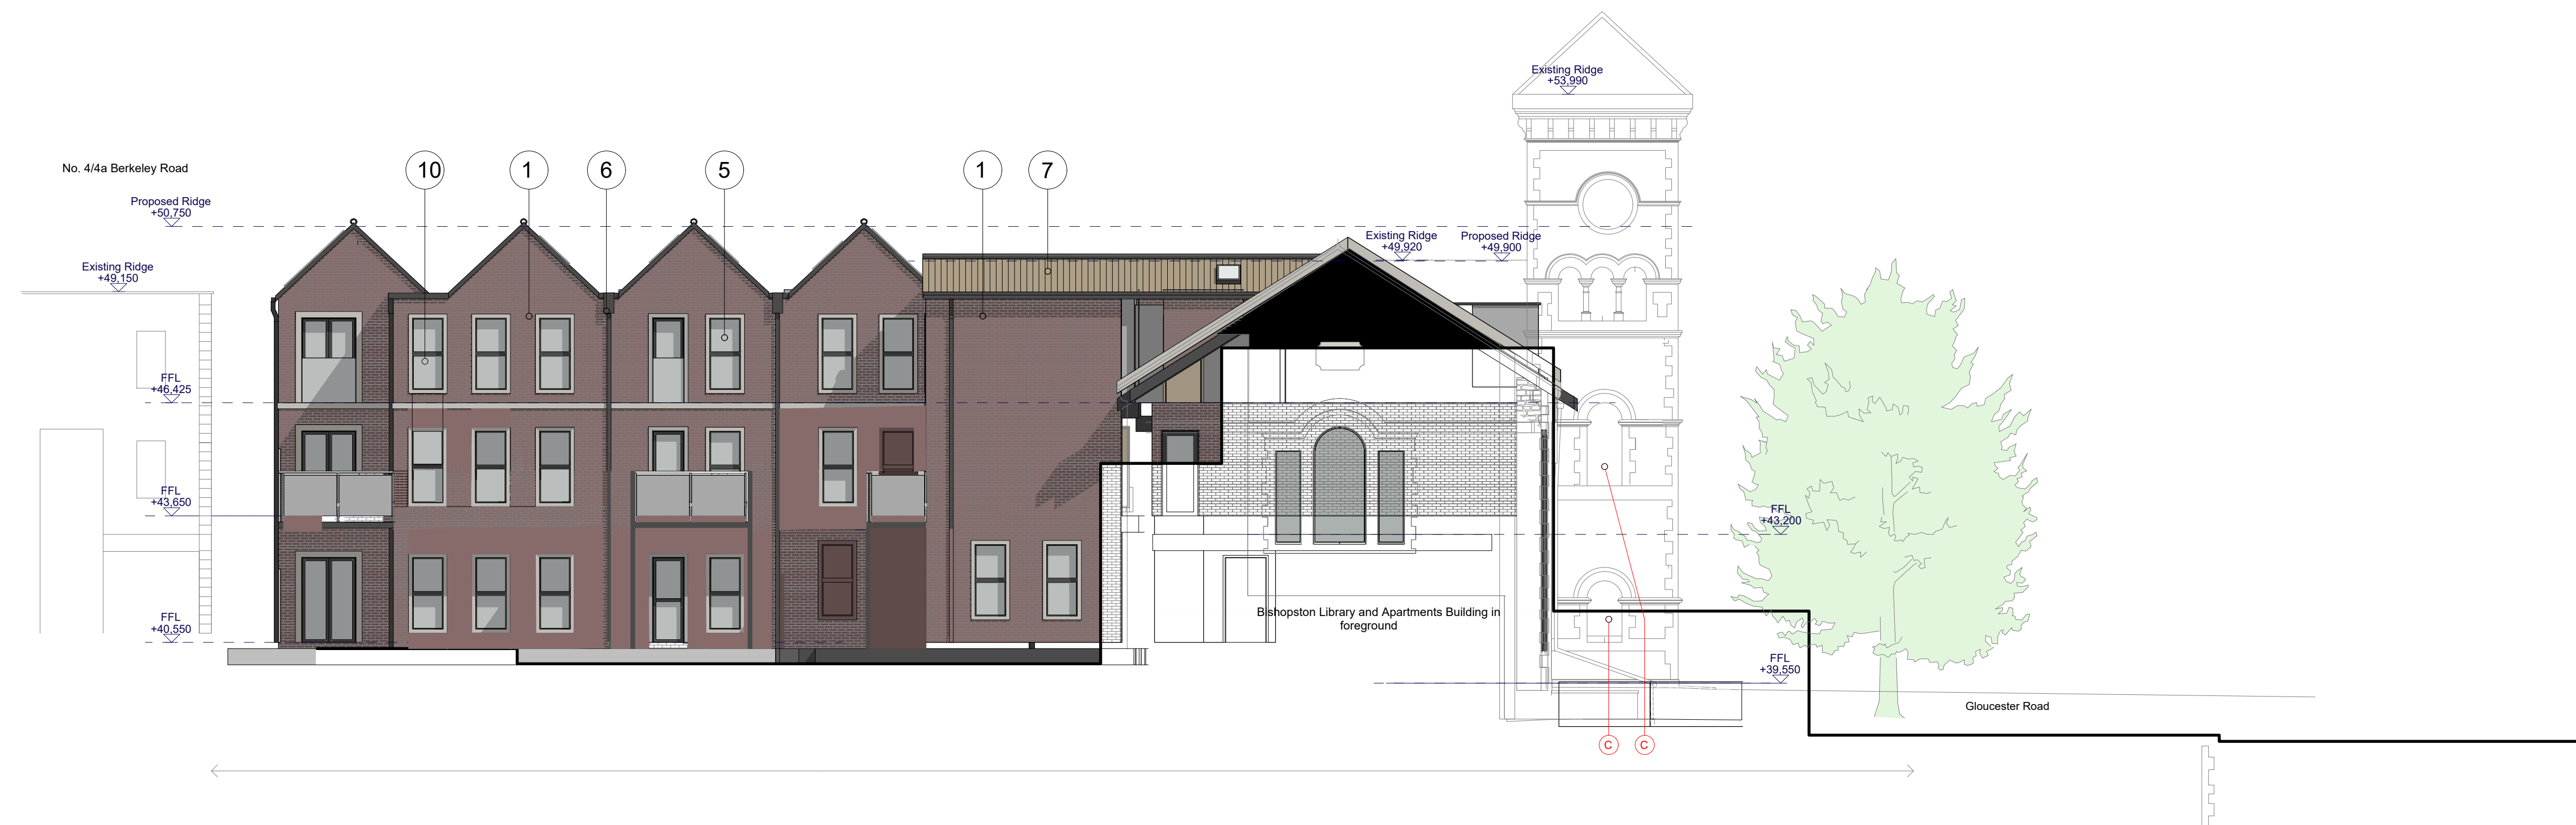 Existing Ridge
+53,990
No. 4/4a Berkeley Road
10
1
6
5
1
7
Proposed Ridge
+50,750
Existing Ridge
+49,920
Proposed Ridge
+49,900
Existing Ridge
+49,150
FFL
+46,425
FFL
+43,650
FFL
+43,200
FFL
+40,550
Bishopston Library and Apartments Building in
foreground
FFL
+39,550
Gloucester Road
C
C